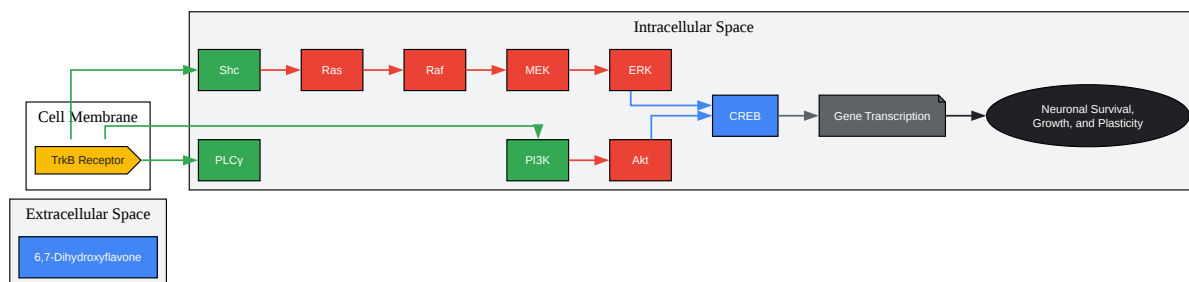 Intracellular Space
Shc
Ras
Raf
MEK
ERK
Cell Membrane
TrkB Receptor
PLCγ
PI3K
Akt
CREB
Gene Transcription
Neuronal Survival,
Growth, and Plasticity
Extracellular Space
6,7-Dihydroxyflavone